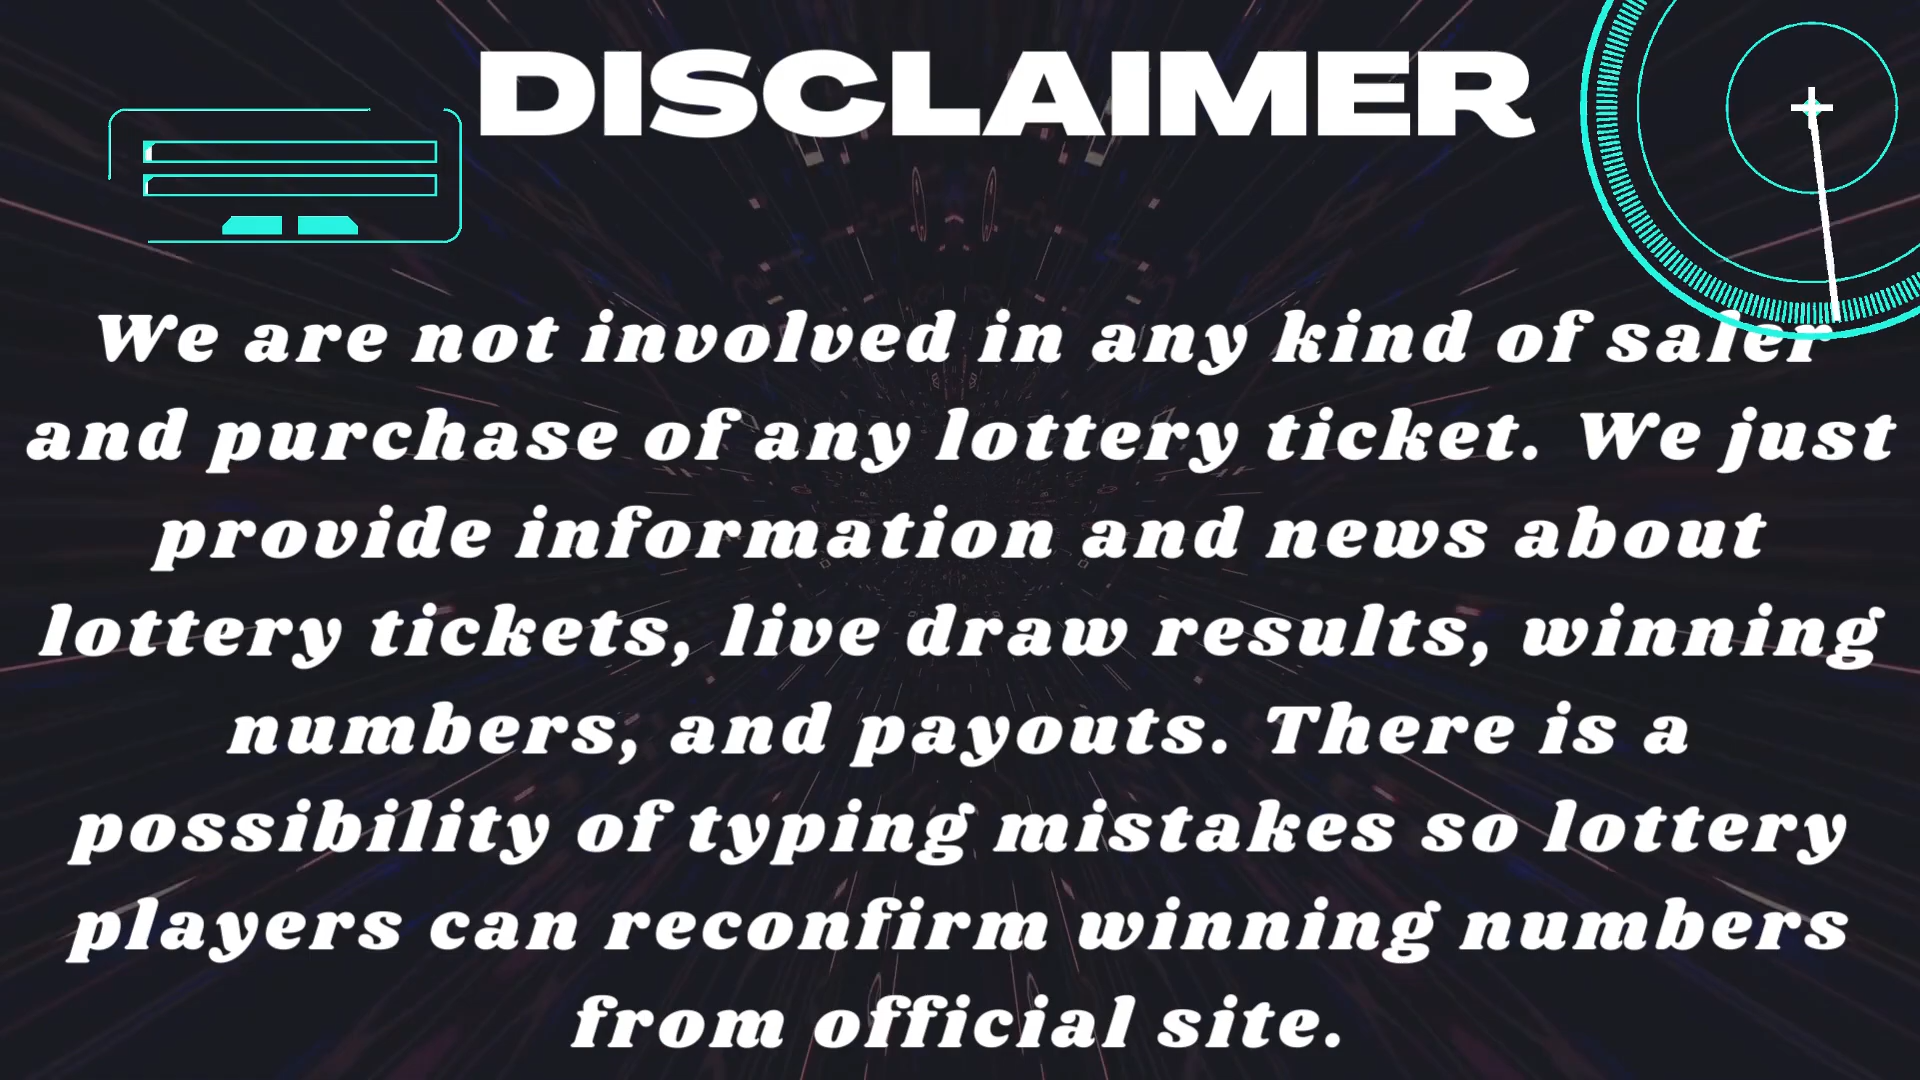 DISCLAIMER
We are not involved in any kind of saler
and purchase of any lottery ticket. We just
provide information and news about
lottery tickets, live draw results, winning
numbers, and payouts. There is a
possibility of typing mistakes so lottery
players can reconfirm winning numbers
from official site.